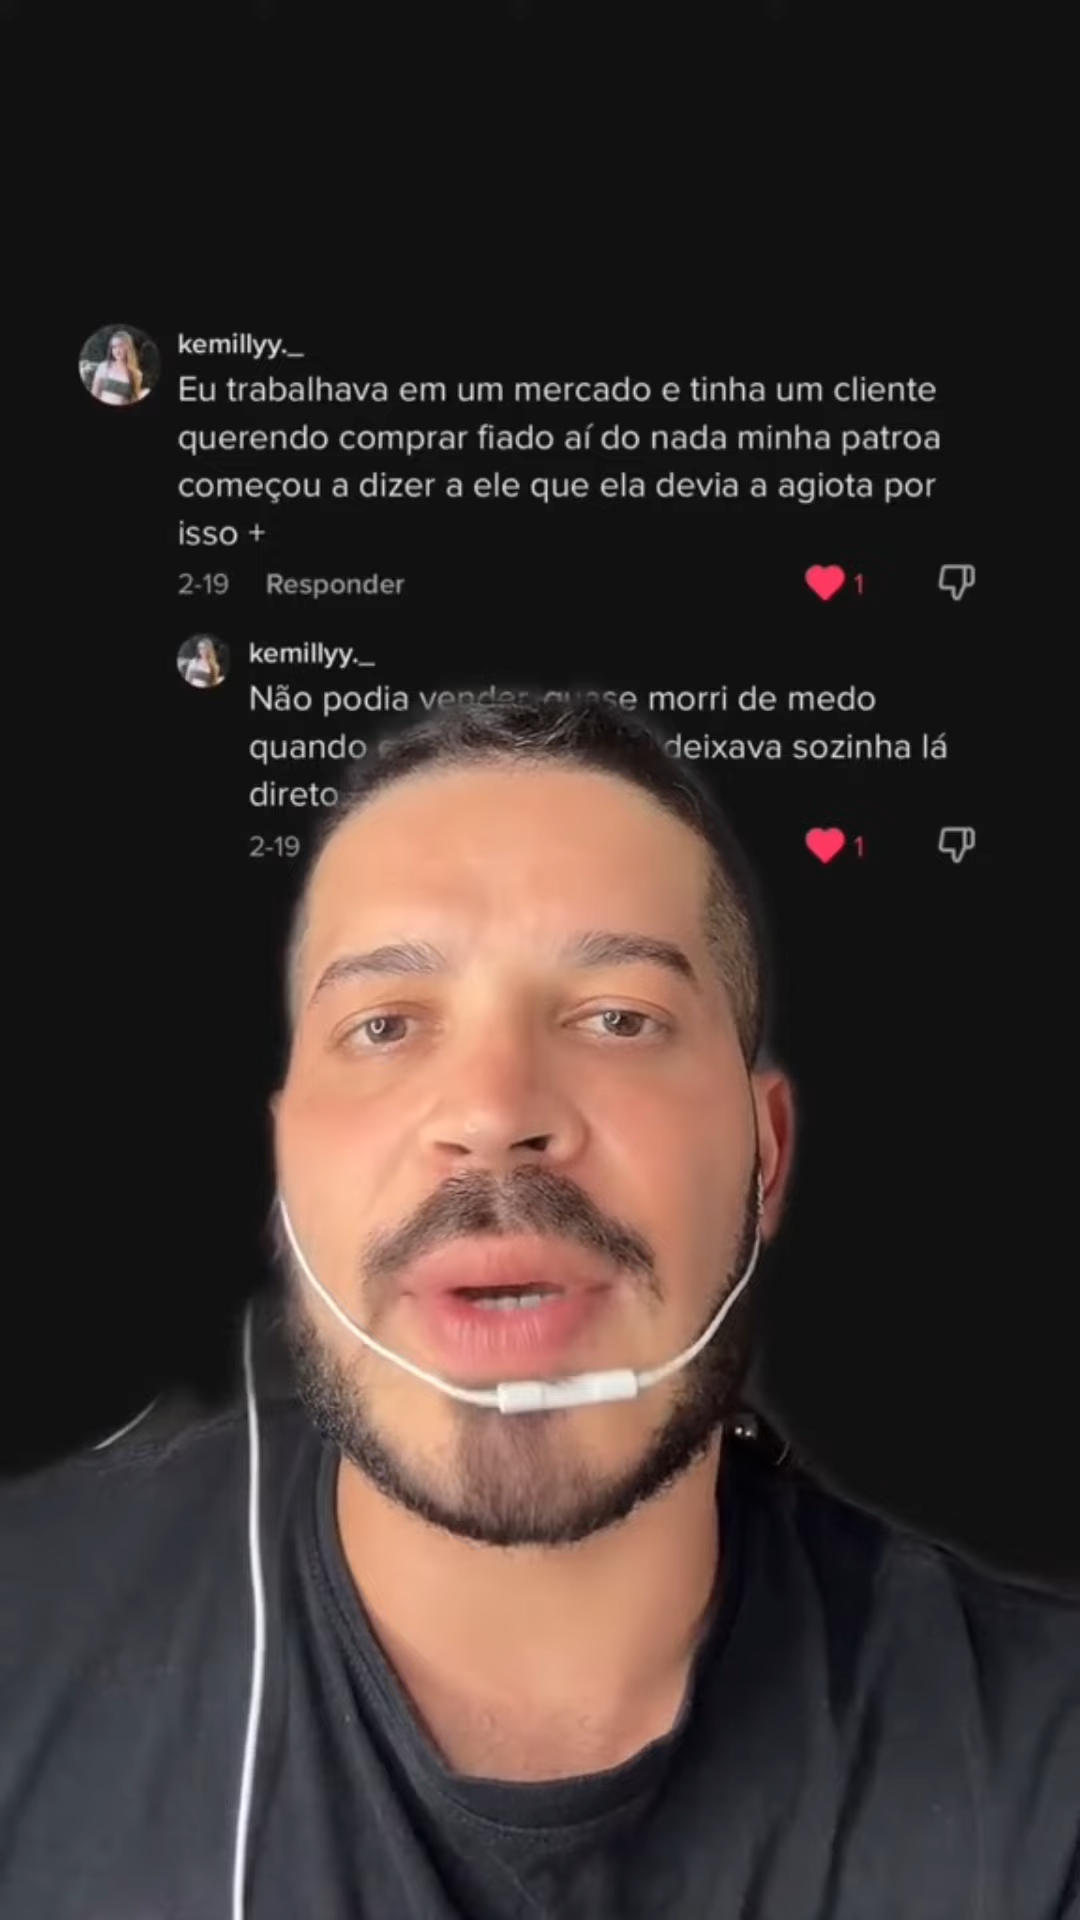 kemillyy._
Eu trabalhava em um mercado e tinha um cliente
querendo comprar fiado aí do nada minha patroa
começou a dizer a ele que ela devia a agiota por
isso +
2-19 Responder 1
kemillyy._
Não podia vender, quase morri de medo
quando deixava sozinha lá
direto
2-19 1